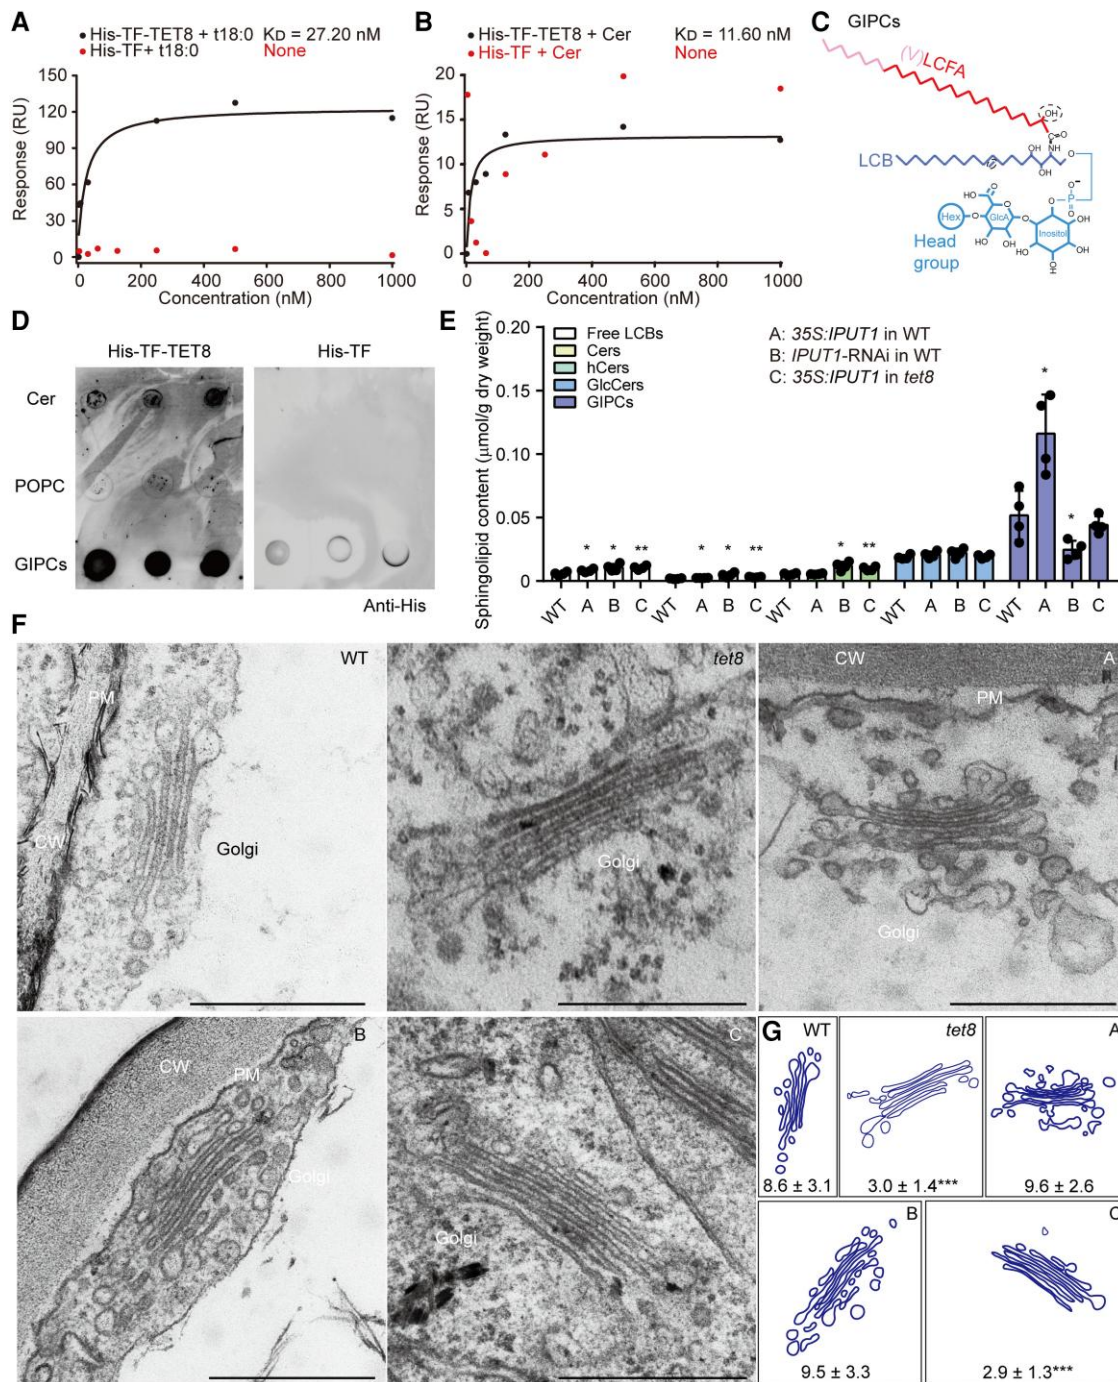 A
His-TF-TET8 + t18:0 KD = 27.20 nM
His-TF+ t18:0 None
Response (RU)
150
120
90
60
30
0
0 200 400 600 800 1000
Concentration (nM)
B
His-TF-TET8 + Cer KD = 11.60 nM
His-TF + Cer None
Response (RU)
20
15
10
5
0
0 200 400 600 800 1000
Concentration (nM)
C
GIPCs
(V)LCFA
OH
C=O
NH
LCB
OH
OH
O
O-
P
O
O
HO
Hex
O
GlcA
O
Inositol
OH
HO
OH
OH
OH
HO
Head
group
D
His-TF-TET8 His-TF
Cer
POPC
GIPCs
Anti-His
E
Sphingolipid content (μmol/g dry weight)
0.20
0.15
0.10
0.05
0
Free LCBs
Cers
hCers
GlcCers
GIPCs
A: 35S:IPUT1 in WT
B: IPUT1-RNAi in WT
C: 35S:IPUT1 in tet8
* * ** * * ** * ** * *
WT A B C WT A B C WT A B C WT A B C WT A B C
F
WT
PM
CW
Golgi
tet8
Golgi
A
CW
PM
Golgi
B
CW
PM
Golgi
C
Golgi
G
WT
8.6 ± 3.1
tet8
3.0 ± 1.4***
A
9.6 ± 2.6
B
9.5 ± 3.3
C
2.9 ± 1.3***